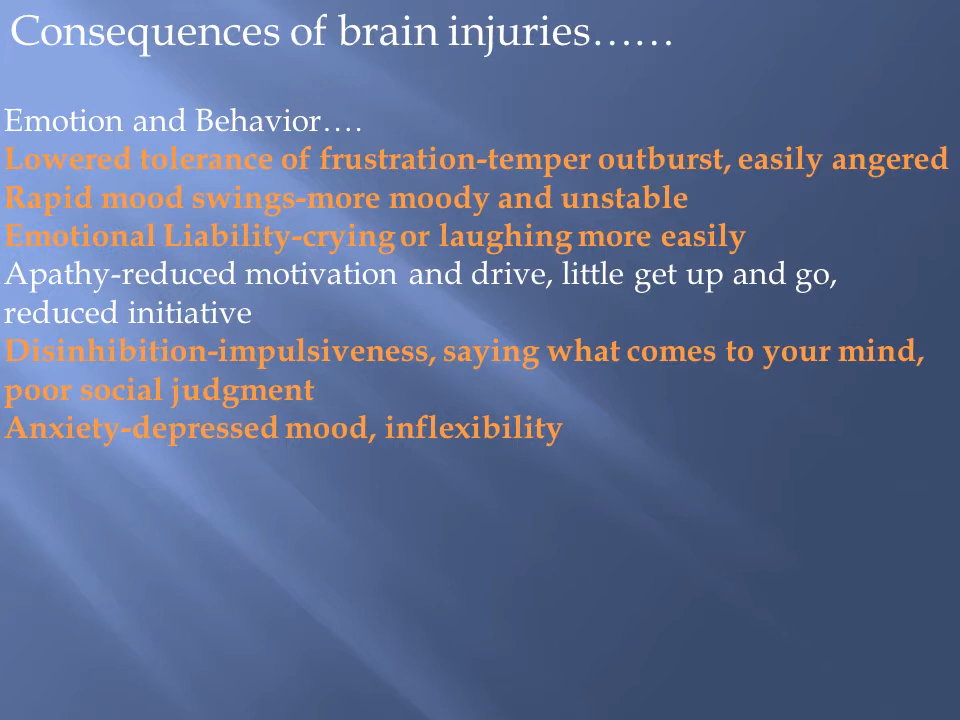 Consequences of brain injuries……
Emotion and Behavior….
Lowered tolerance of frustration-temper outburst, easily angered
Rapid mood swings-more moody and unstable
Emotional Liability-crying or laughing more easily
Apathy-reduced motivation and drive, little get up and go,
reduced initiative
Disinhibition-impulsiveness, saying what comes to your mind,
poor social judgment
Anxiety-depressed mood, inflexibility